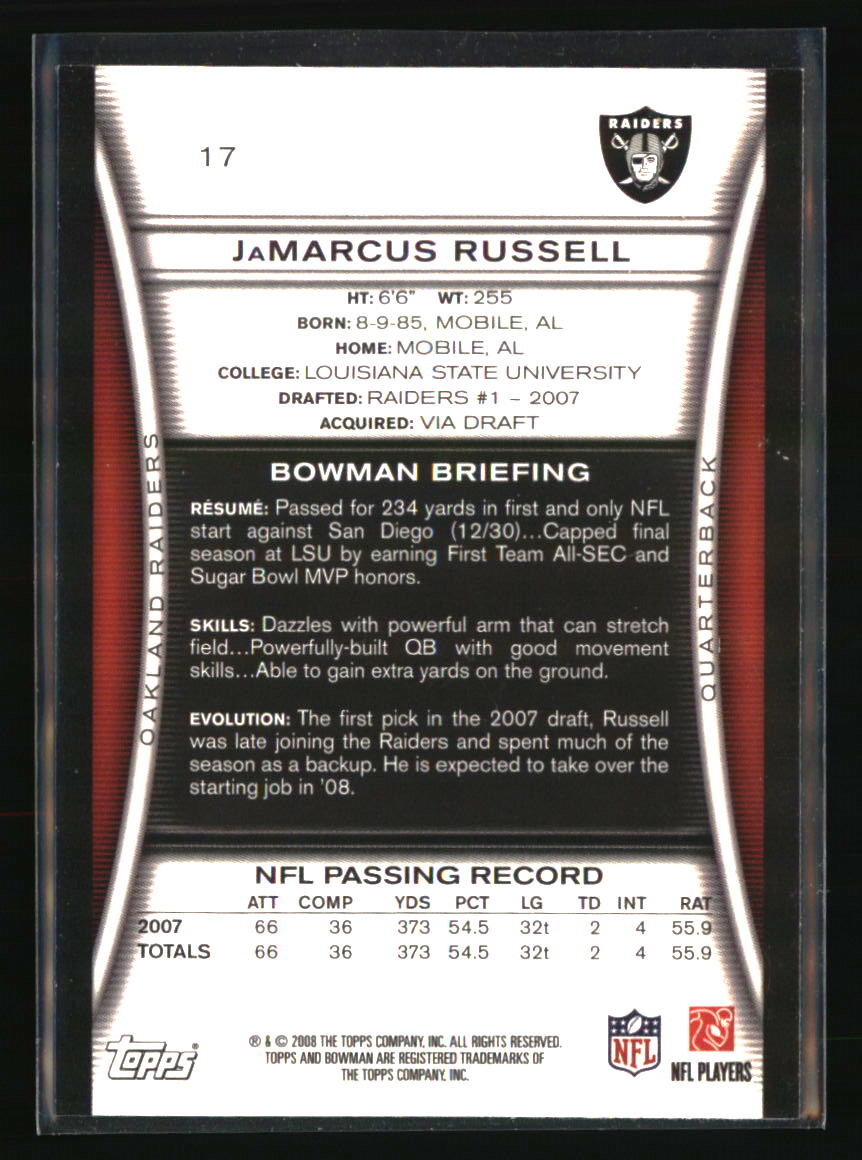 17
RAIDERS
JaMARCUS RUSSELL
HT: 6'6" WT: 255
BORN: 8-9-85, MOBILE, AL
HOME: MOBILE, AL
COLLEGE: LOUISIANA STATE UNIVERSITY
DRAFTED: RAIDERS #1 – 2007
ACQUIRED: VIA DRAFT
OAKLAND RAIDERS
QUARTERBACK
BOWMAN BRIEFING
RÉSUMÉ: Passed for 234 yards in first and only NFL
start against San Diego (12/30)...Capped final
season at LSU by earning First Team All-SEC and
Sugar Bowl MVP honors.
SKILLS: Dazzles with powerful arm that can stretch
field...Powerfully-built QB with good movement
skills...Able to gain extra yards on the ground.
EVOLUTION: The first pick in the 2007 draft, Russell
was late joining the Raiders and spent much of the
season as a backup. He is expected to take over the
starting job in '08.
NFL PASSING RECORD
ATT COMP YDS PCT LG TD INT RAT
2007 66 36 373 54.5 32t 2 4 55.9
TOTALS 66 36 373 54.5 32t 2 4 55.9
Topps®
® & © 2008 THE TOPPS COMPANY, INC. ALL RIGHTS RESERVED.
TOPPS AND BOWMAN ARE REGISTERED TRADEMARKS OF
THE TOPPS COMPANY, INC.
NFL
NFL PLAYERS